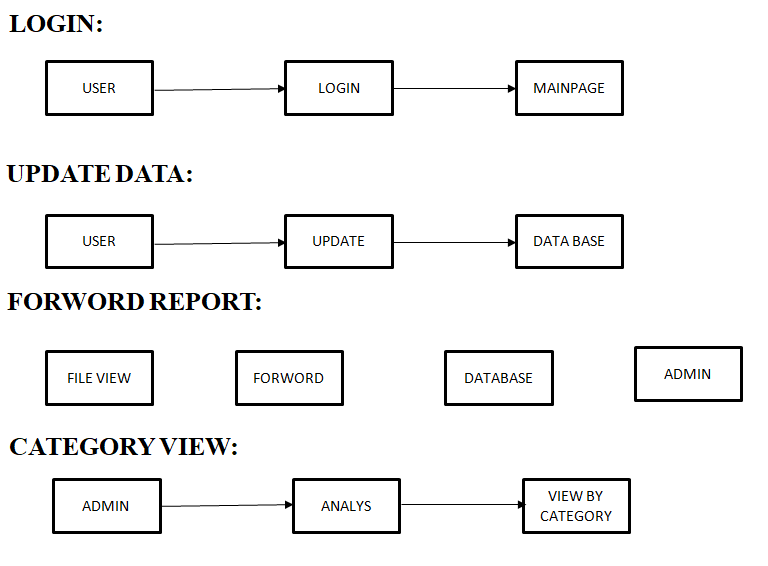 LOGIN:
USER
LOGIN
MAINPAGE
UPDATE DATA:
USER
UPDATE
DATA BASE
FORWORD REPORT:
FILE VIEW
FORWORD
DATABASE
ADMIN
CATEGORY VIEW:
ADMIN
ANALYS
VIEW BY
CATEGORY